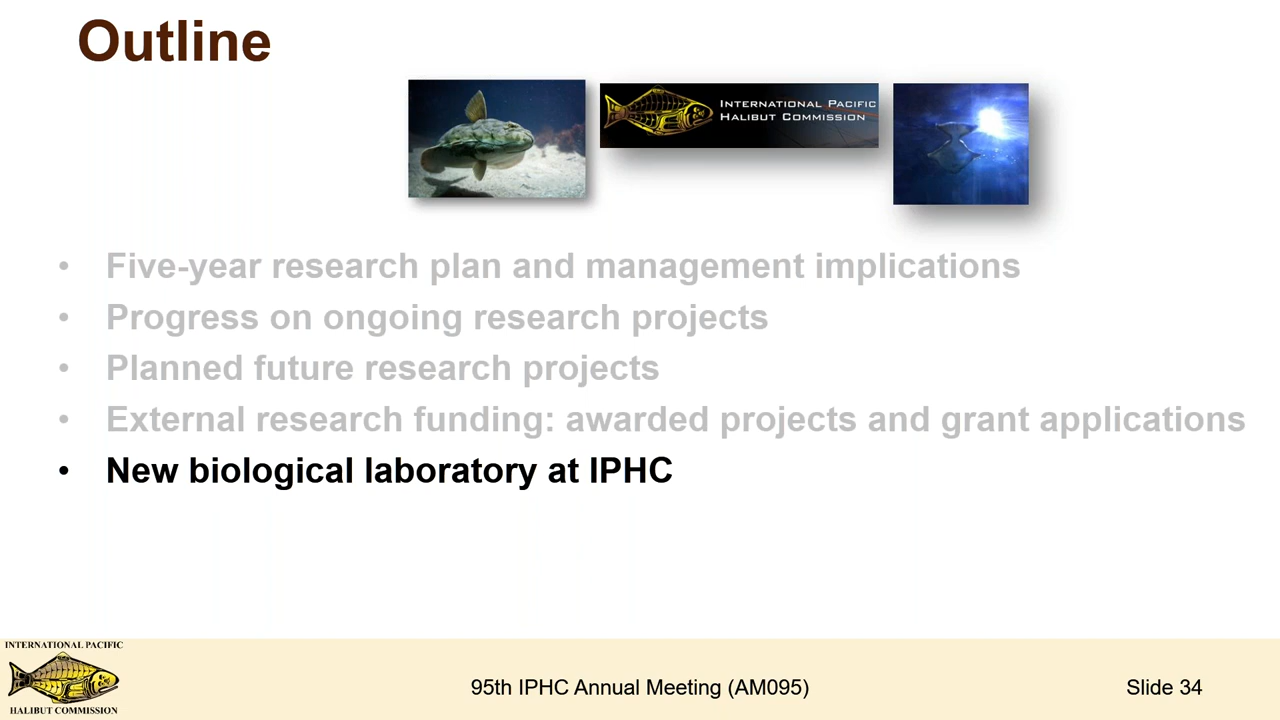 Outline
INTERNATIONAL PACIFIC
HALIBUT COMMISSION
• Five-year research plan and management implications
• Progress on ongoing research projects
• Planned future research projects
• External research funding: awarded projects and grant applications
• New biological laboratory at IPHC
INTERNATIONAL PACIFIC
HALIBUT COMMISSION
95th IPHC Annual Meeting (AM095)
Slide 34